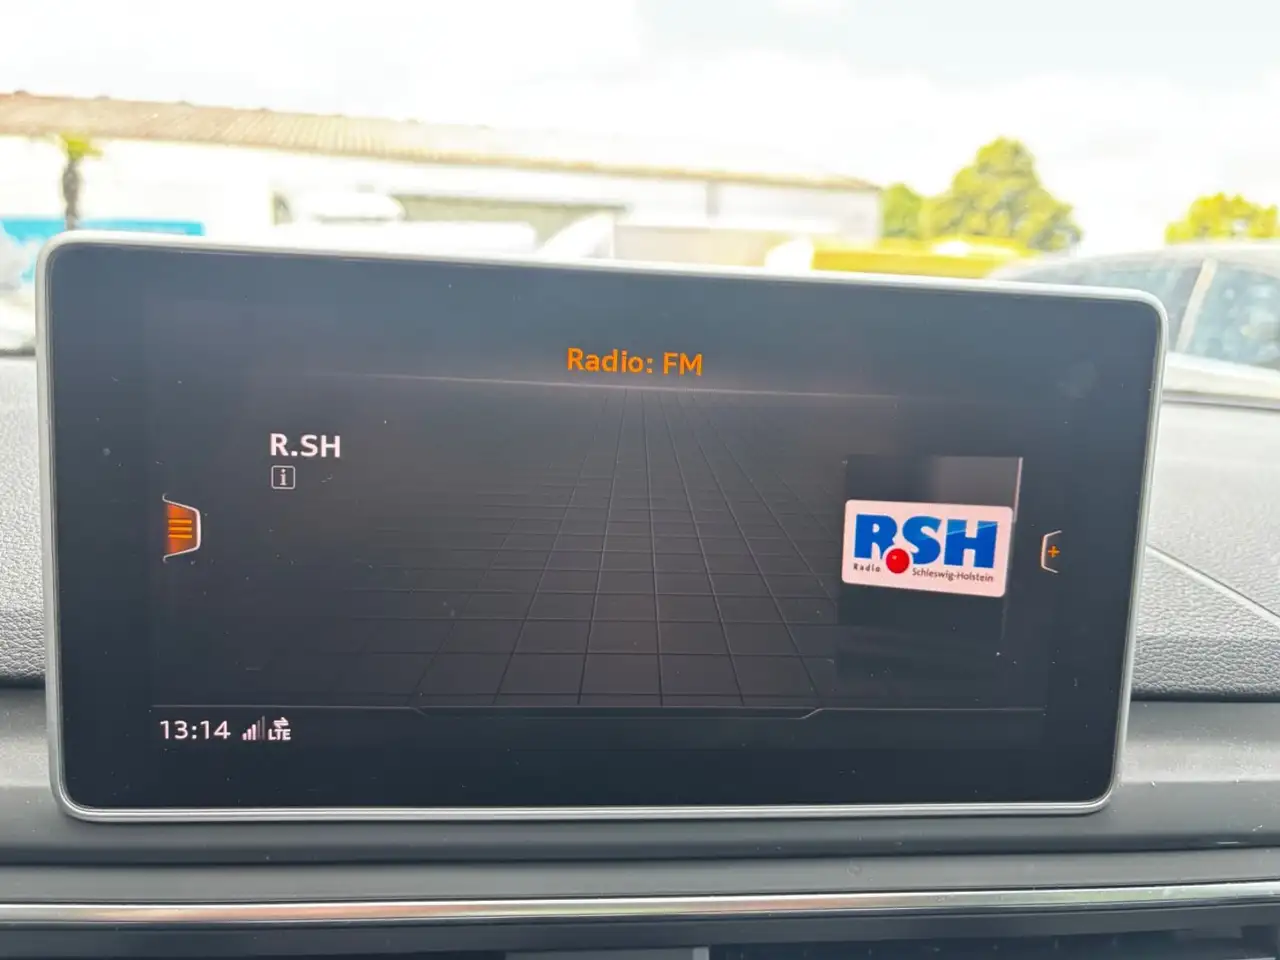 Radio: FM
R.SH
i
R.SH
Radio Schleswig-Holstein
13:14 LTE